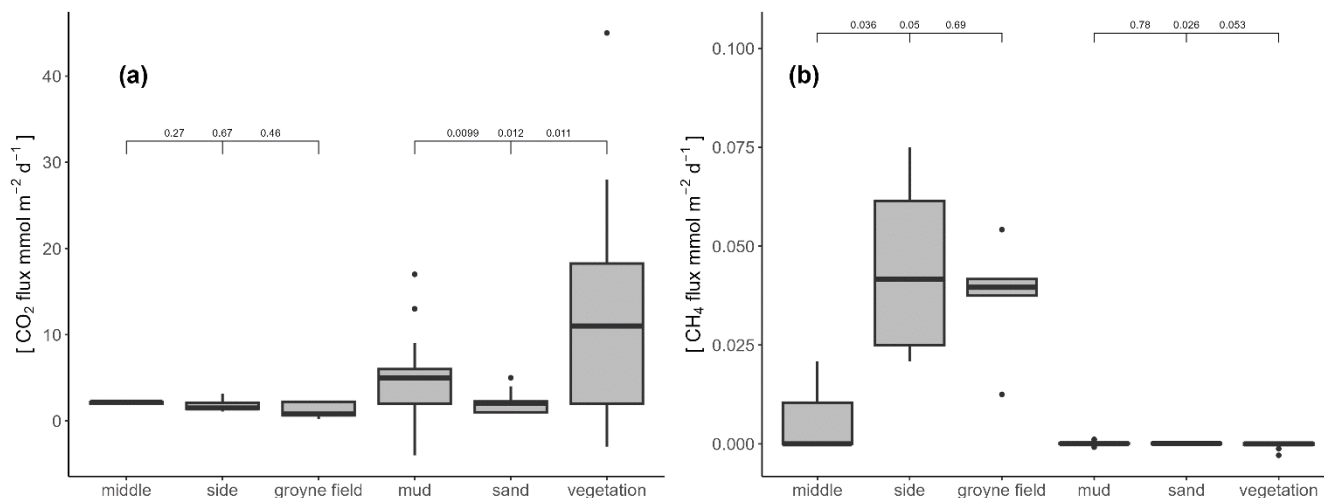 (a)
[ CO₂ flux mmol m⁻² d⁻¹ ]
40
30
20
10
0
0.27 0.67 0.46
0.0099 0.012 0.011
middle side groyne field mud sand vegetation
(b)
[ CH₄ flux mmol m⁻² d⁻¹ ]
0.100
0.075
0.050
0.025
0.000
0.036 0.05 0.69
0.78 0.026 0.053
middle side groyne field mud sand vegetation